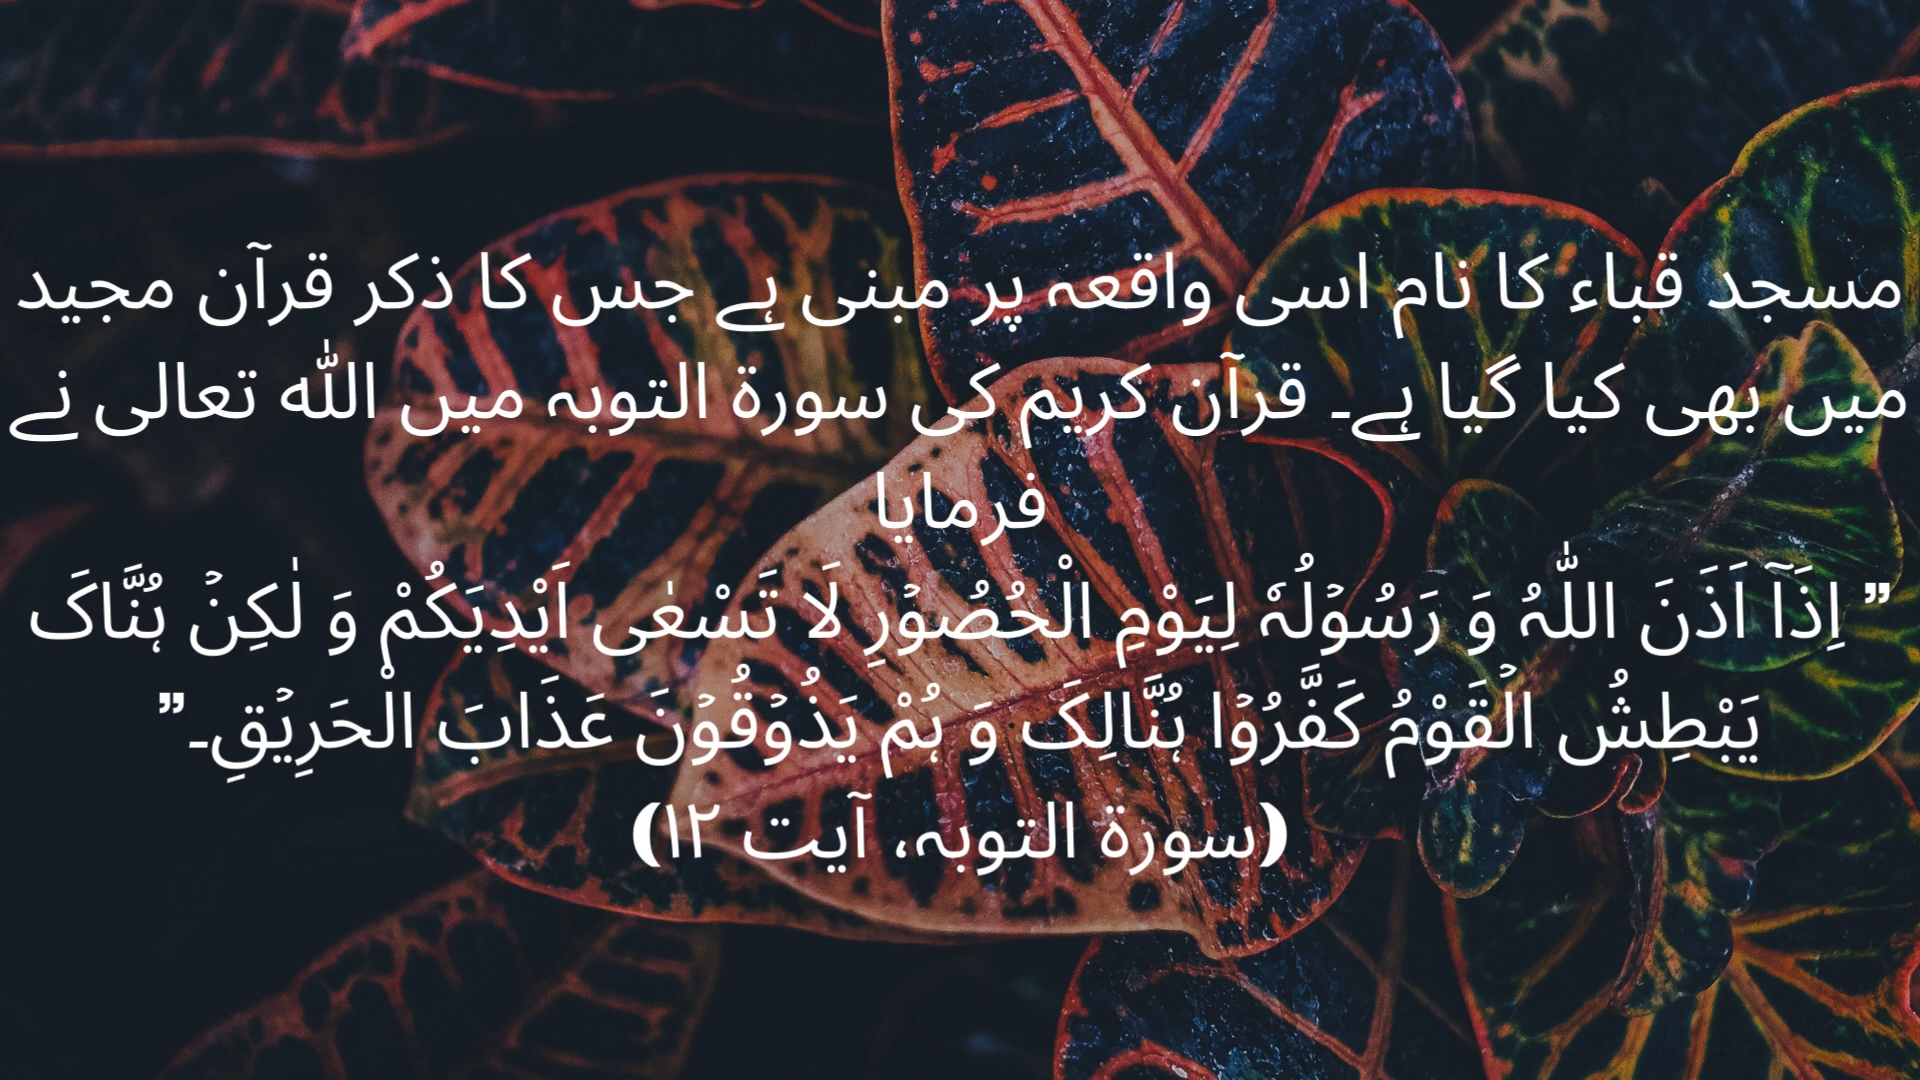 مسجد قباء کا نام اسی واقعہ پر مبنی ہے جس کا ذکر قرآن مجید
میں بھی کیا گیا ہے۔ قرآن کریم کی سورۃ التوبہ میں اللّٰہ تعالی نے
فرمایا
” اِذَآ اَذَنَ اللّٰہُ وَ رَسُوۡلُہٗ لِیَوْمِ الْحُصُوۡرِ لَا تَسْعٰی اَیْدِیَکُمْ وَ لٰکِنۡ ہُنَّاکَ
یَبْطِشُ الۡقَوْمُ کَفَّرُوۡا ہُنَّالِکَ وَ ہُمْ یَذُوۡقُوۡنَ عَذَابَ الْحَرِیۡقِ۔”
(سورۃ التوبہ، آیت ۱۲)